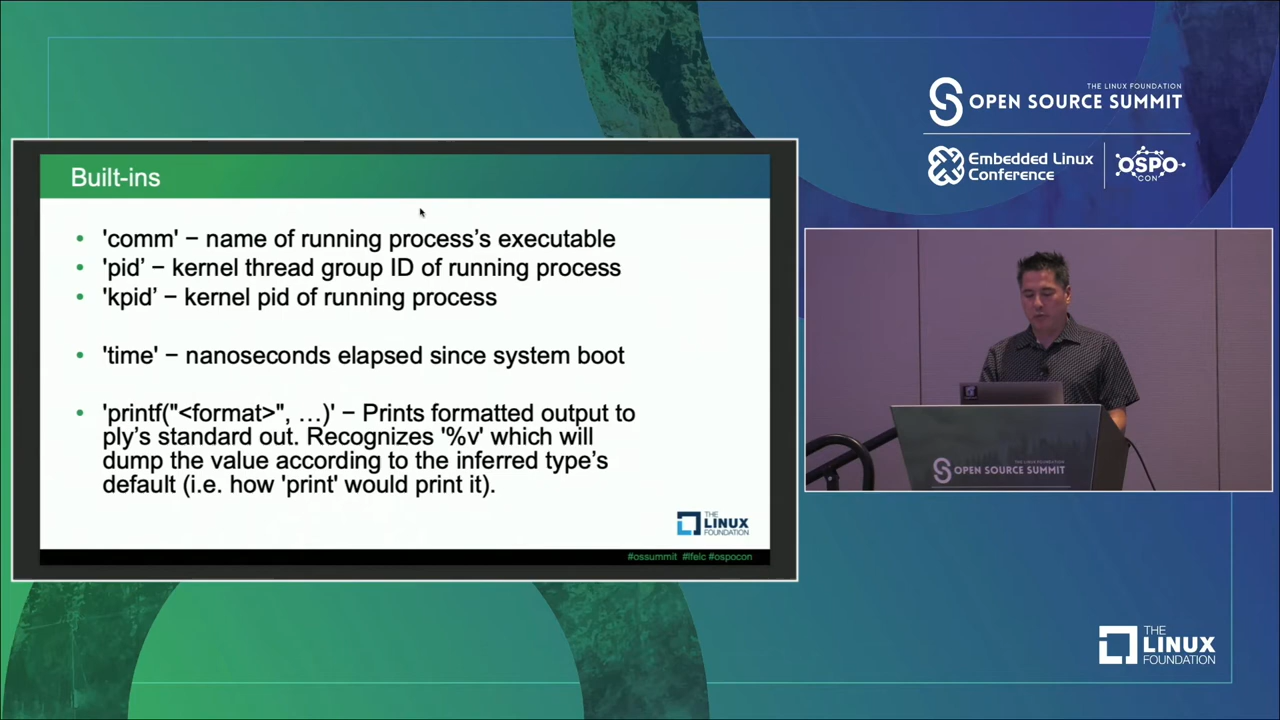 THE LINUX FOUNDATION
OPEN SOURCE SUMMIT
Embedded Linux
Conference
OSPO
CON
Built-ins
• 'comm' – name of running process's executable
• 'pid’ – kernel thread group ID of running process
• 'kpid’ – kernel pid of running process
• 'time' – nanoseconds elapsed since system boot
• 'printf("<format>", …)' – Prints formatted output to
ply’s standard out. Recognizes '%v' which will
dump the value according to the inferred type’s
default (i.e. how 'print' would print it).
THE
LINUX
FOUNDATION
#ossummit #lfelc #ospocon
THE LINUX FOUNDATION
OPEN SOURCE SUMMIT
THE
LINUX
FOUNDATION